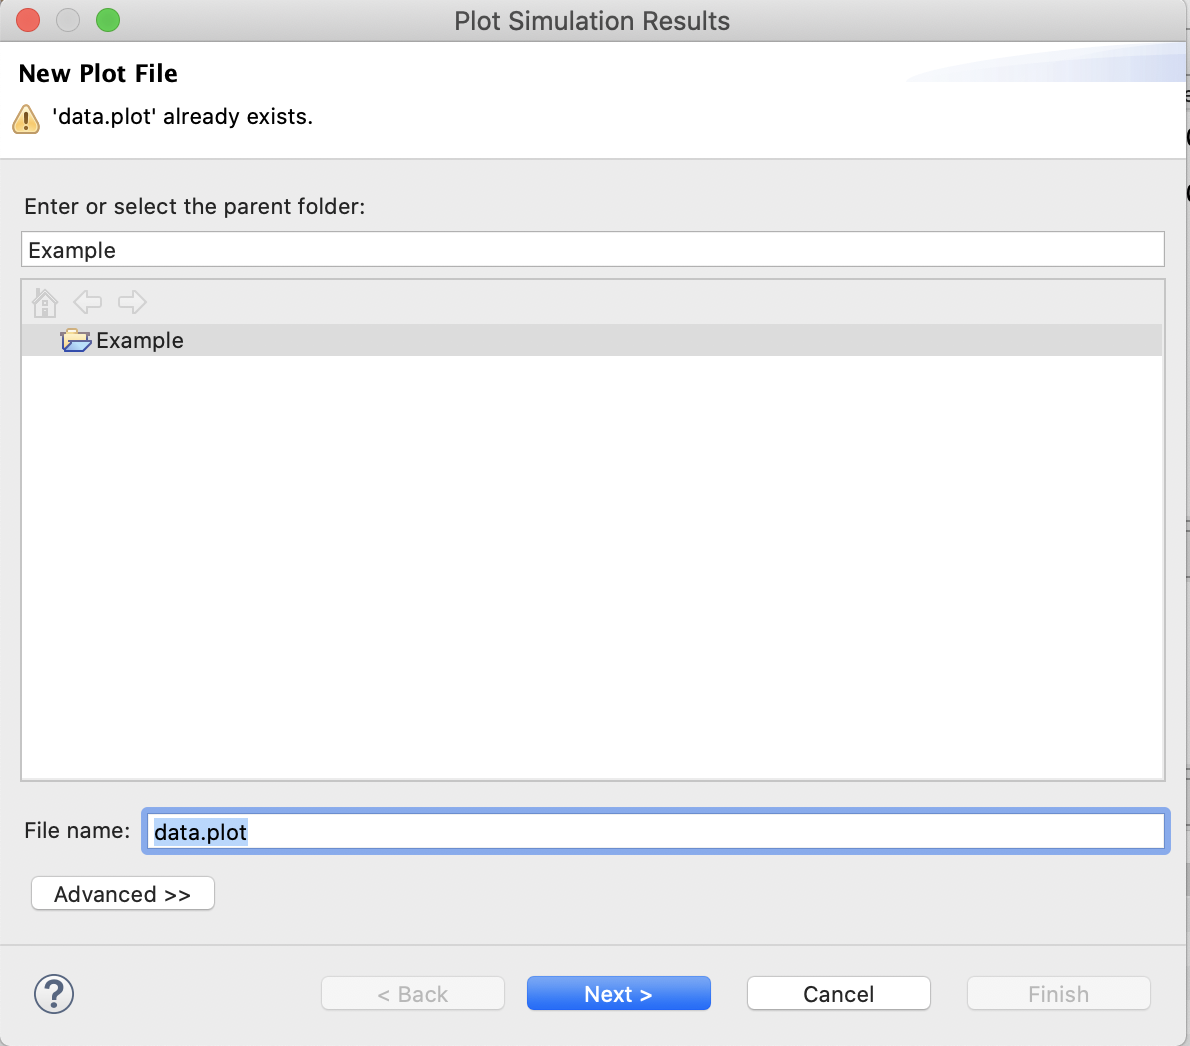 Plot Simulation Results
New Plot File
'data.plot' already exists.
Enter or select the parent folder:
Example
Example
File name: data.plot
Advanced >>
? < Back Next > Cancel Finish